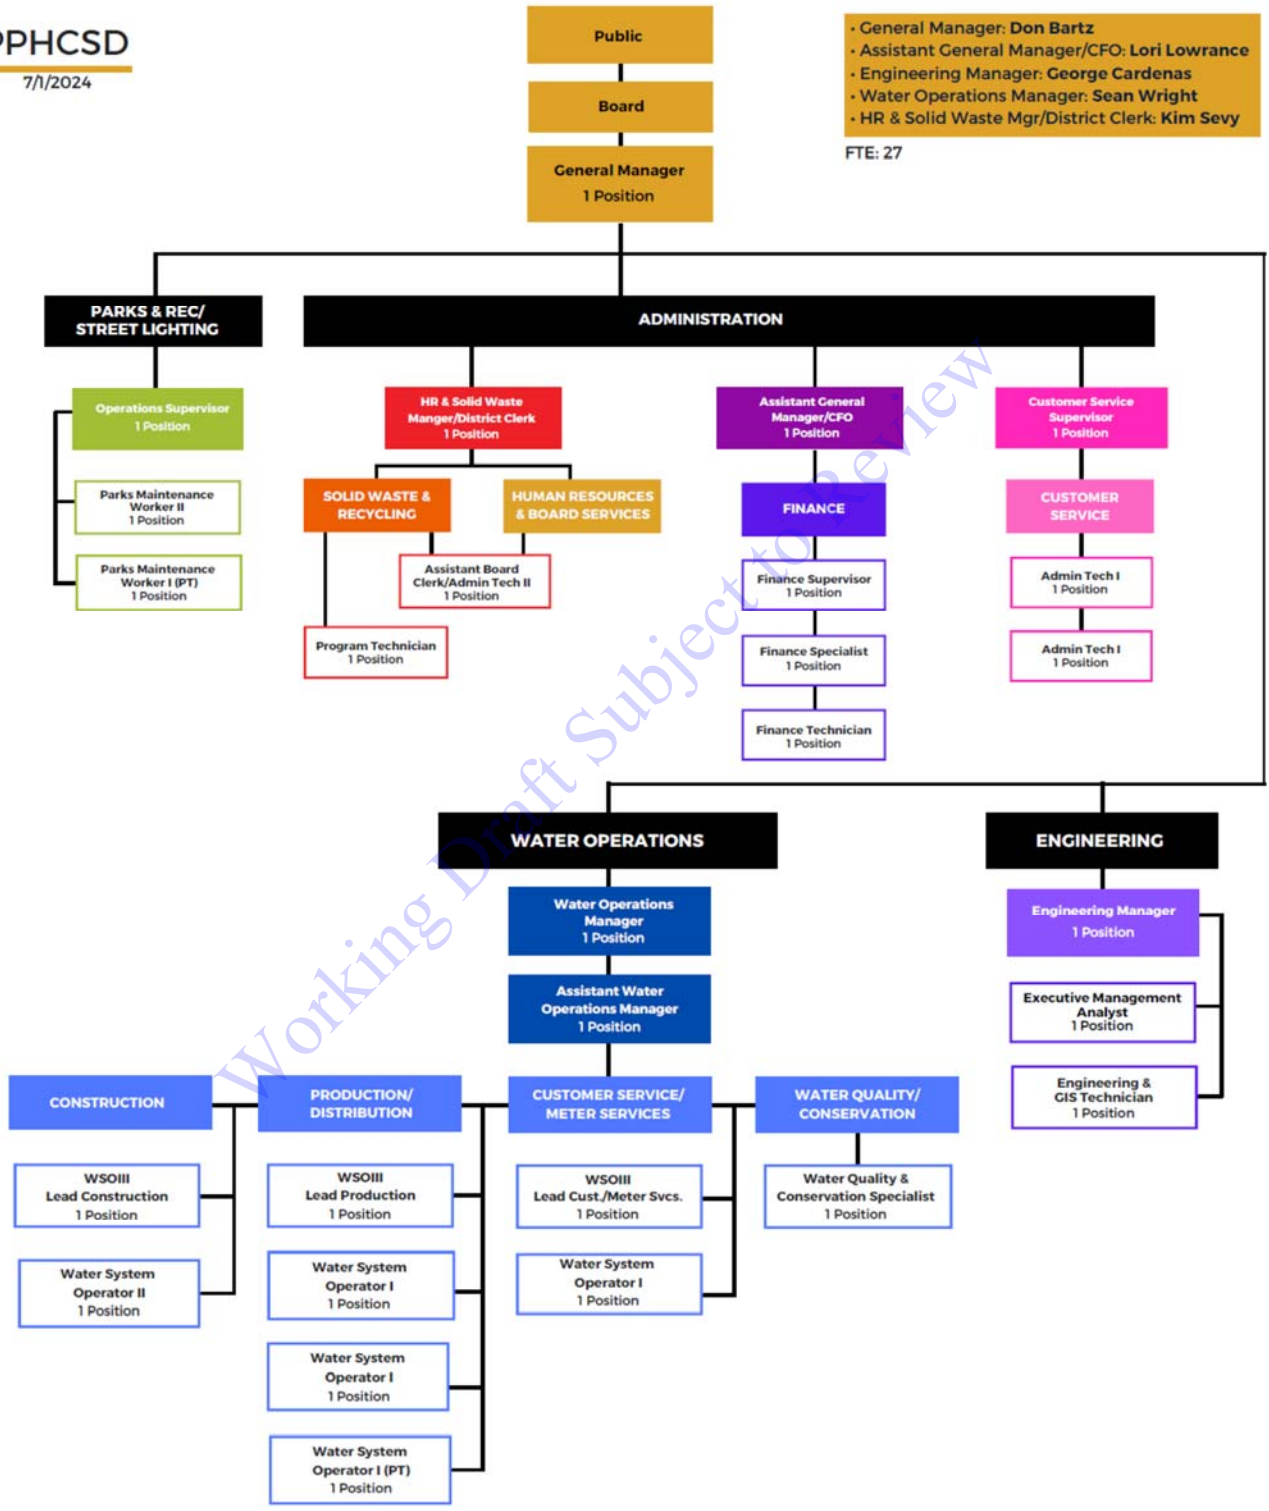 PPHCSD
7/1/2024
Public
Board
General Manager
1 Position
• General Manager: Don Bartz
• Assistant General Manager/CFO: Lori Lowrance
• Engineering Manager: George Cardenas
• Water Operations Manager: Sean Wright
• HR & Solid Waste Mgr/District Clerk: Kim Sevy
FTE: 27
PARKS & REC/
STREET LIGHTING
Operations Supervisor
1 Position
Parks Maintenance
Worker II
1 Position
Parks Maintenance
Worker I (PT)
1 Position
ADMINISTRATION
HR & Solid Waste
Manger/District Clerk
1 Position
SOLID WASTE &
RECYCLING
HUMAN RESOURCES
& BOARD SERVICES
Assistant Board
Clerk/Admin Tech II
1 Position
Program Technician
1 Position
Assistant General
Manager/CFO
1 Position
FINANCE
Finance Supervisor
1 Position
Finance Specialist
1 Position
Finance Technician
1 Position
Customer Service
Supervisor
1 Position
CUSTOMER
SERVICE
Admin Tech I
1 Position
Admin Tech I
1 Position
Working Draft Subject to Review
WATER OPERATIONS
Water Operations
Manager
1 Position
Assistant Water
Operations Manager
1 Position
CONSTRUCTION
WSOIII
Lead Construction
1 Position
Water System
Operator II
1 Position
PRODUCTION/
DISTRIBUTION
WSOIII
Lead Production
1 Position
Water System
Operator I
1 Position
Water System
Operator I
1 Position
Water System
Operator I (PT)
1 Position
CUSTOMER SERVICE/
METER SERVICES
WSOIII
Lead Cust./Meter Svcs.
1 Position
Water System
Operator I
1 Position
WATER QUALITY/
CONSERVATION
Water Quality &
Conservation Specialist
1 Position
ENGINEERING
Engineering Manager
1 Position
Executive Management
Analyst
1 Position
Engineering &
GIS Technician
1 Position